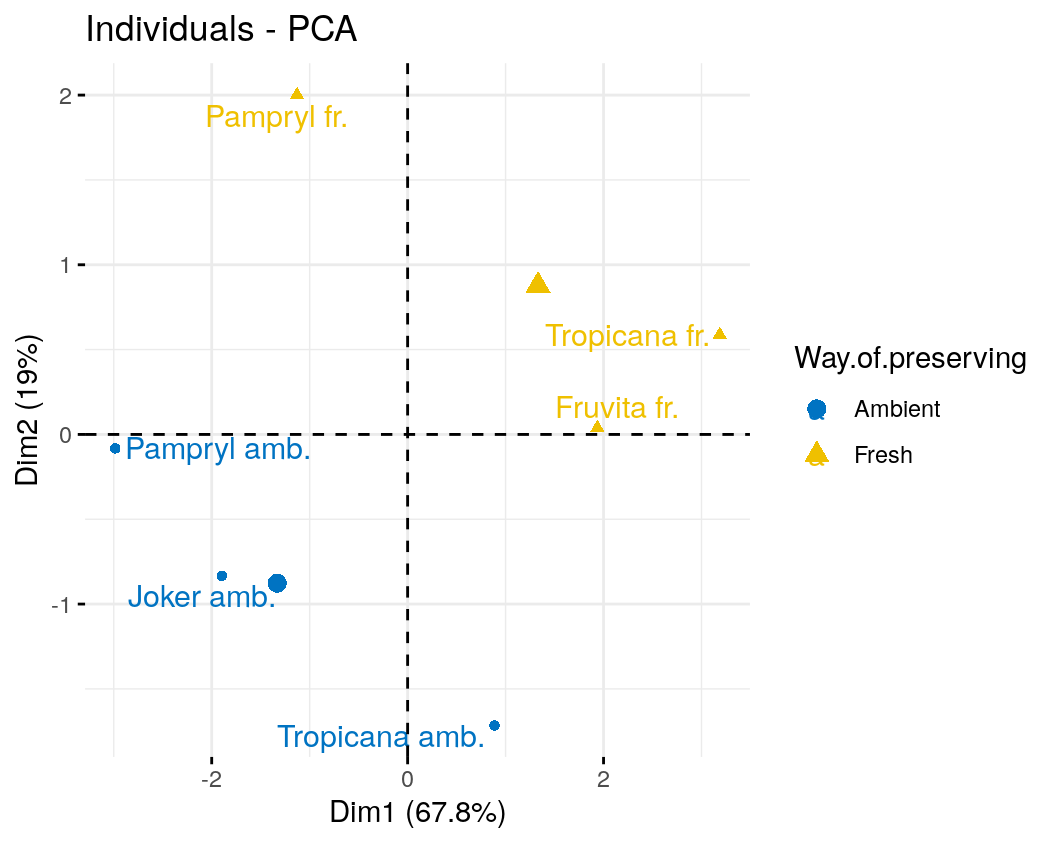 Individuals - PCA
2
Pampryl fr.
1
Tropicana fr.
Fruvita fr.
0
Pampryl amb.
Joker amb.
-1
Tropicana amb.
-2
0
2
Dim1 (67.8%)
Dim2 (19%)
Way.of.preserving
Ambient
Fresh